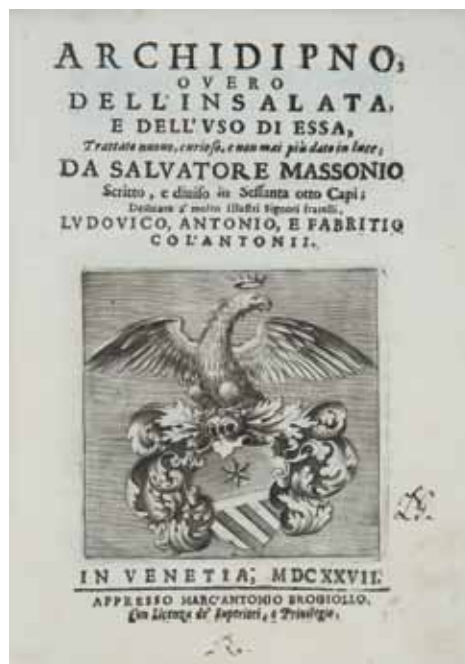 ARCHIDIPNO,
OVERO
DELL'INSALATA,
E DELL'VSO DI ESSA,
Trattato nuouo, curioso, e non mai più dato in luce;
DA SALVATORE MASSONIO
Scritto, e diuiso in Sessanta otto Capi;
Dedicato a' molto Illustri Signori fratelli,
LVDOVICO, ANTONIO, E FABRITIO
COL'ANTONII.
IN VENETIA, MDCXXVII.
APPRESSO MARC'ANTONIO BROGIOLLO.
Con Licenza de' Superiori, e Priuilegio.